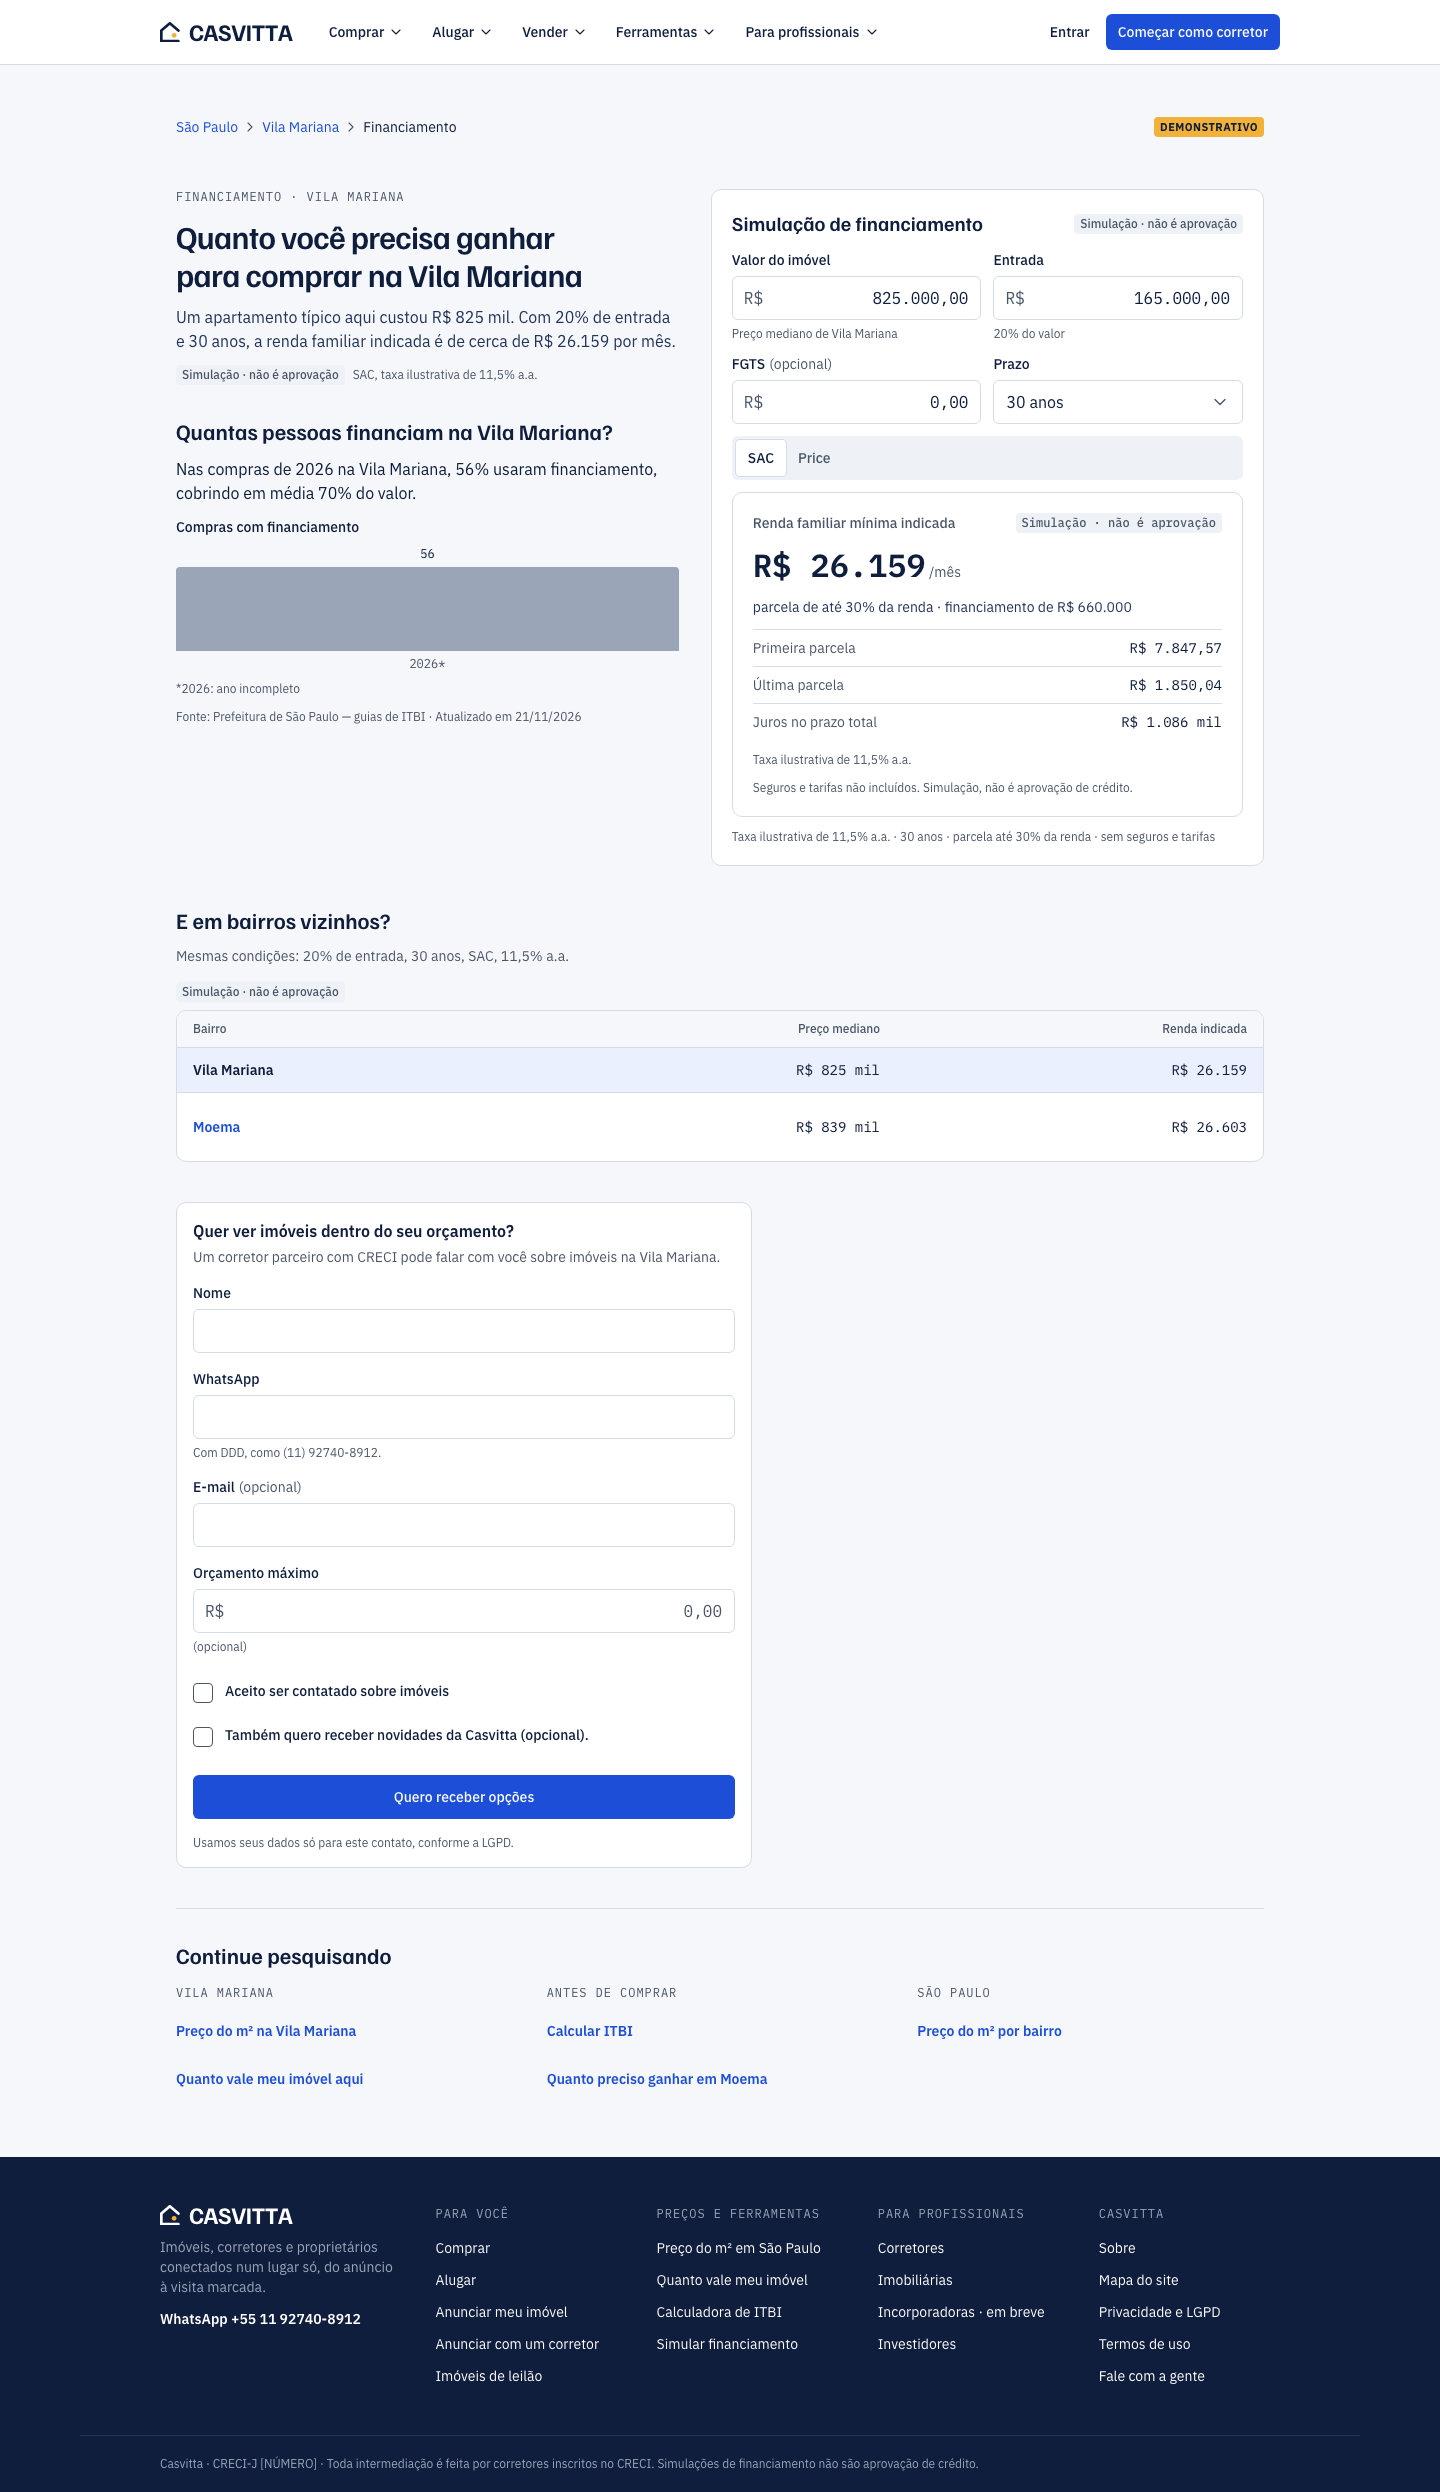 CASVITTA
Comprar
Alugar
Vender
Ferramentas
Para profissionais
Entrar
Começar como corretor
São Paulo > Vila Mariana > Financiamento
DEMONSTRATIVO
FINANCIAMENTO · VILA MARIANA
Quanto você precisa ganhar
para comprar na Vila Mariana
Um apartamento típico aqui custou R$ 825 mil. Com 20% de entrada
e 30 anos, a renda familiar indicada é de cerca de R$ 26.159 por mês.
Simulação · não é aprovação
SAC, taxa ilustrativa de 11,5% a.a.
Quantas pessoas financiam na Vila Mariana?
Nas compras de 2026 na Vila Mariana, 56% usaram financiamento,
cobrindo em média 70% do valor.
Compras com financiamento
56
2026*
*2026: ano incompleto
Fonte: Prefeitura de São Paulo — guias de ITBI · Atualizado em 21/11/2026
Simulação de financiamento
Simulação · não é aprovação
Valor do imóvel
R$ 825.000,00
Preço mediano de Vila Mariana
Entrada
R$ 165.000,00
20% do valor
FGTS (opcional)
R$ 0,00
Prazo
30 anos
SAC
Price
Renda familiar mínima indicada
Simulação · não é aprovação
R$ 26.159 /mês
parcela de até 30% da renda · financiamento de R$ 660.000
Primeira parcela R$ 7.847,57
Última parcela R$ 1.850,04
Juros no prazo total R$ 1.086 mil
Taxa ilustrativa de 11,5% a.a.
Seguros e tarifas não incluídos. Simulação, não é aprovação de crédito.
Taxa ilustrativa de 11,5% a.a. · 30 anos · parcela até 30% da renda · sem seguros e tarifas
E em bairros vizinhos?
Mesmas condições: 20% de entrada, 30 anos, SAC, 11,5% a.a.
Simulação · não é aprovação
Bairro Preço mediano Renda indicada
Vila Mariana R$ 825 mil R$ 26.159
Moema R$ 839 mil R$ 26.603
Quer ver imóveis dentro do seu orçamento?
Um corretor parceiro com CRECI pode falar com você sobre imóveis na Vila Mariana.
Nome
WhatsApp
Com DDD, como (11) 92740-8912.
E-mail (opcional)
Orçamento máximo
R$ 0,00
(opcional)
Aceito ser contatado sobre imóveis
Também quero receber novidades da Casvitta (opcional).
Quero receber opções
Usamos seus dados só para este contato, conforme a LGPD.
Continue pesquisando
VILA MARIANA
Preço do m² na Vila Mariana
Quanto vale meu imóvel aqui
ANTES DE COMPRAR
Calcular ITBI
Quanto preciso ganhar em Moema
SÃO PAULO
Preço do m² por bairro
CASVITTA
Imóveis, corretores e proprietários
conectados num lugar só, do anúncio
à visita marcada.
WhatsApp +55 11 92740-8912
PARA VOCÊ
Comprar
Alugar
Anunciar meu imóvel
Anunciar com um corretor
Imóveis de leilão
PREÇOS E FERRAMENTAS
Preço do m² em São Paulo
Quanto vale meu imóvel
Calculadora de ITBI
Simular financiamento
PARA PROFISSIONAIS
Corretores
Imobiliárias
Incorporadoras · em breve
Investidores
CASVITTA
Sobre
Mapa do site
Privacidade e LGPD
Termos de uso
Fale com a gente
Casvitta · CRECI-J [NÚMERO] · Toda intermediação é feita por corretores inscritos no CRECI. Simulações de financiamento não são aprovação de crédito.